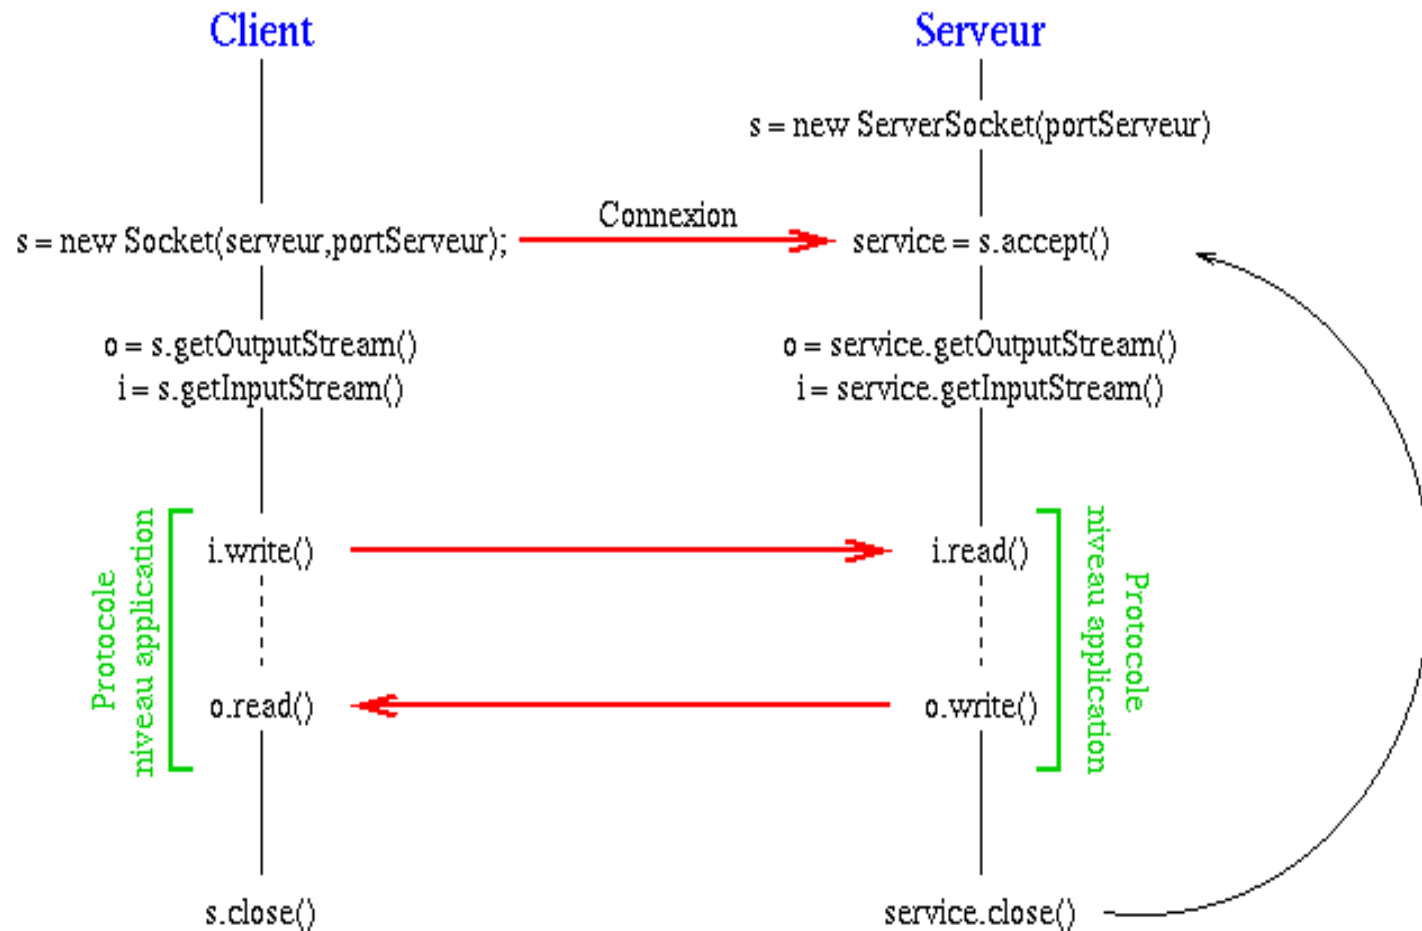 Client
Serveur
s = new ServerSocket(portServeur)
Connexion
s = new Socket(serveur,portServeur);
service = s.accept()
o = s.getOutputStream()
i = s.getInputStream()
o = service.getOutputStream()
i = service.getInputStream()
Protocole
niveau application
i.write()
i.read()
o.read()
o.write()
Protocole
niveau application
s.close()
service.close()